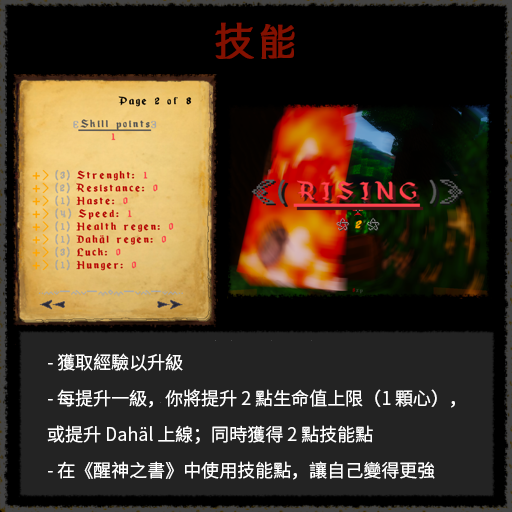 技能
Page 2 of 8
Skill points
1
+> (3) Strenght: 1
+> (2) Resistance: 0
+> (1) Haste: 0
+> (4) Speed: 1
+> (1) Health regen: 0
+> (1) Dahäl regen: 0
+> (3) Luck: 0
+> (1) Hunger: 0
RISING
2
- 獲取經驗以升級
- 每提升一級，你將提升 2 點生命值上限（1 顆心），
或提升 Dahäl 上線；同時獲得 2 點技能點
- 在《醒神之書》中使用技能點，讓自己變得更強